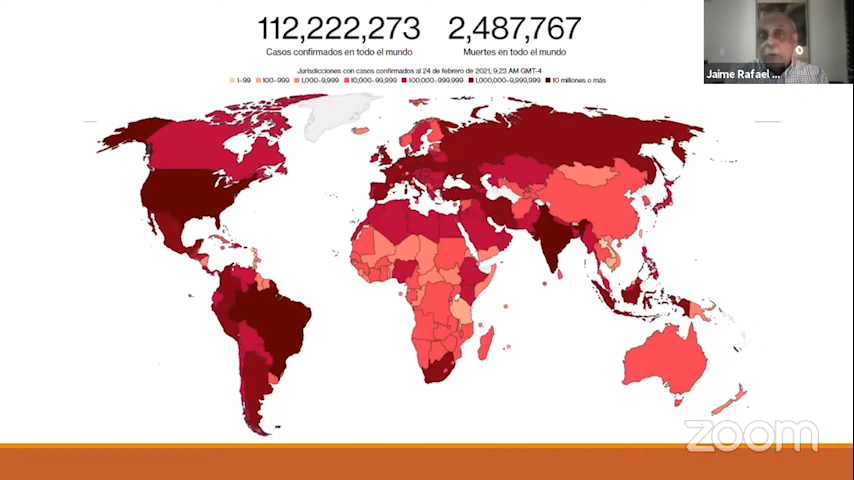 112,222,273 2,487,767
Casos confirmados en todo el mundo Muertes en todo el mundo
Jurisdicciones con casos confirmados al 24 de febrero de 2021, 9:23 AM GMT-4
1-99 100-999 1,000-9,999 10,000-99,999 100,000-999,999 1,000,000-9,999,999 10 millones o más
Jaime Rafael ...
zoom